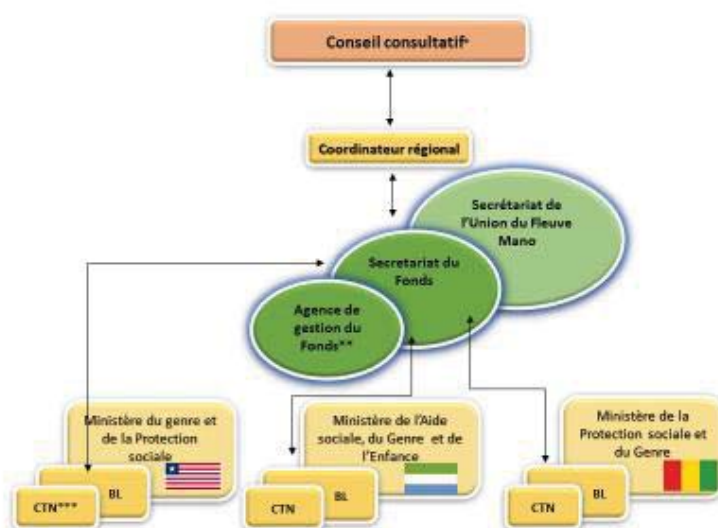 Conseil consultatif*
Coordinateur régional
Secrétariat de
l'Union du Fleuve
Mano
Secretariat du
Fonds
Agence de
gestion du
Fonds**
Ministère du genre et
de la Protection
sociale
BL
CTN***
Ministère de l'Aide
sociale, du Genre et de
l'Enfance
BL
CTN
Ministère de la
Protection sociale et
du Genre
BL
CTN